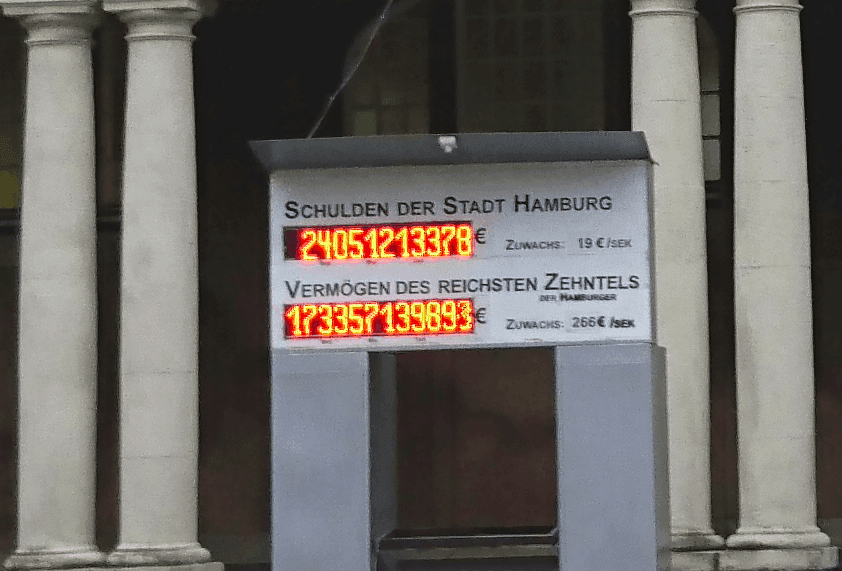 SCHULDEN DER STADT HAMBURG
24051213378 € ZUWACHS: 19 €/SEK
VERMÖGEN DES REICHSTEN ZEHNTELS
DER HAMBURGER
173357139893 € ZUWACHS: 266€ /SEK